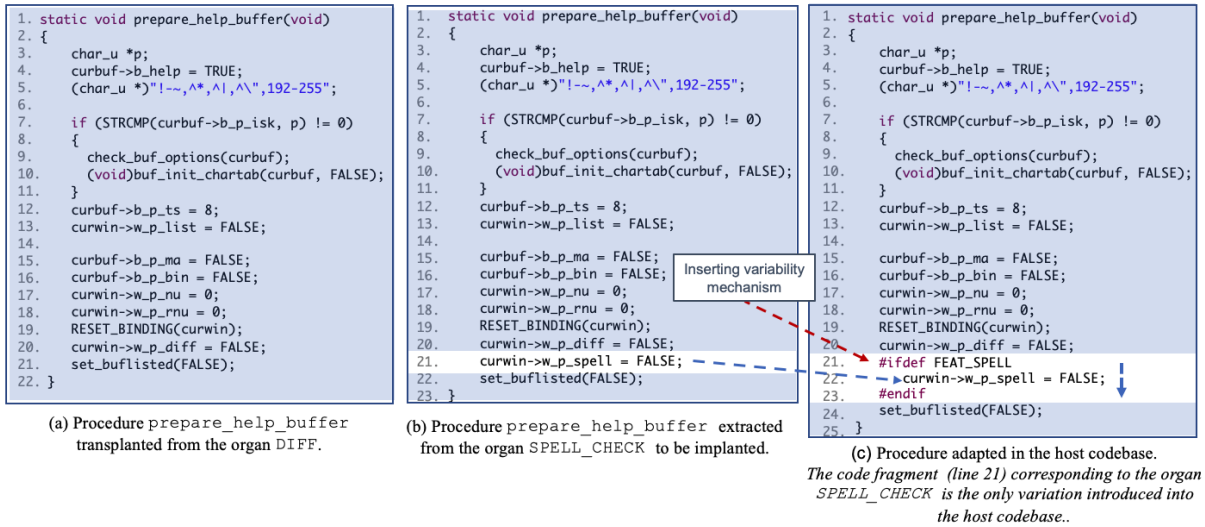 1. static void prepare_help_buffer(void)
2. {
3. char_u *p;
4. curbuf->b_help = TRUE;
5. (char_u *)"!-~,^*,^|,^\",192-255";
6.
7. if (STRCMP(curbuf->b_p_isk, p) != 0)
8. {
9. check_buf_options(curbuf);
10. (void)buf_init_chartab(curbuf, FALSE);
11. }
12. curbuf->b_p_ts = 8;
13. curwin->w_p_list = FALSE;
14.
15. curbuf->b_p_ma = FALSE;
16. curbuf->b_p_bin = FALSE;
17. curwin->w_p_nu = 0;
18. curwin->w_p_rnu = 0;
19. RESET_BINDING(curwin);
20. curwin->w_p_diff = FALSE;
21. set_buflisted(FALSE);
22. }
(a) Procedure prepare_help_buffer
transplanted from the organ DIFF.
1. static void prepare_help_buffer(void)
2. {
3. char_u *p;
4. curbuf->b_help = TRUE;
5. (char_u *)"!-~,^*,^|,^\",192-255";
6.
7. if (STRCMP(curbuf->b_p_isk, p) != 0)
8. {
9. check_buf_options(curbuf);
10. (void)buf_init_chartab(curbuf, FALSE);
11. }
12. curbuf->b_p_ts = 8;
13. curwin->w_p_list = FALSE;
14.
15. curbuf->b_p_ma = FALSE;
16. curbuf->b_p_bin = FALSE;
17. curwin->w_p_nu = 0;
18. curwin->w_p_rnu = 0;
19. RESET_BINDING(curwin);
20. curwin->w_p_diff = FALSE;
21. curwin->w_p_spell = FALSE;
22. set_buflisted(FALSE);
23. }
(b) Procedure prepare_help_buffer extracted
from the organ SPELL_CHECK to be implanted.
Inserting variability
mechanism
1. static void prepare_help_buffer(void)
2. {
3. char_u *p;
4. curbuf->b_help = TRUE;
5. (char_u *)"!-~,^*,^|,^\",192-255";
6.
7. if (STRCMP(curbuf->b_p_isk, p) != 0)
8. {
9. check_buf_options(curbuf);
10. (void)buf_init_chartab(curbuf, FALSE);
11. }
12. curbuf->b_p_ts = 8;
13. curwin->w_p_list = FALSE;
14.
15. curbuf->b_p_ma = FALSE;
16. curbuf->b_p_bin = FALSE;
17. curwin->w_p_nu = 0;
18. curwin->w_p_rnu = 0;
19. RESET_BINDING(curwin);
20. curwin->w_p_diff = FALSE;
21. #ifdef FEAT_SPELL
22. curwin->w_p_spell = FALSE;
23. #endif
24. set_buflisted(FALSE);
25. }
(c) Procedure adapted in the host codebase.
The code fragment (line 21) corresponding to the organ
SPELL_CHECK is the only variation introduced into
the host codebase..